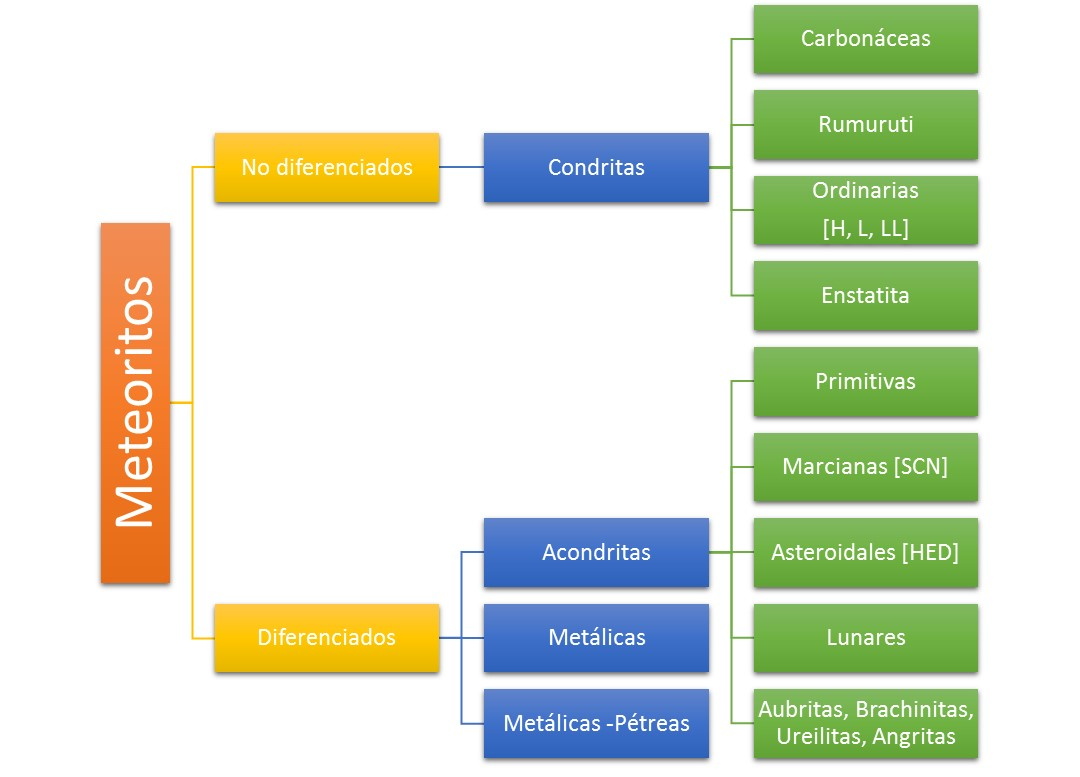 Meteoritos
No diferenciados
Condritas
Carbonáceas
Rumuruti
Ordinarias
[H, L, LL]
Enstatita
Diferenciados
Acondritas
Primitivas
Marcianas [SCN]
Asteroidales [HED]
Lunares
Aubritas, Brachinitas,
Ureilitas, Angritas
Metálicas
Metálicas -Pétreas